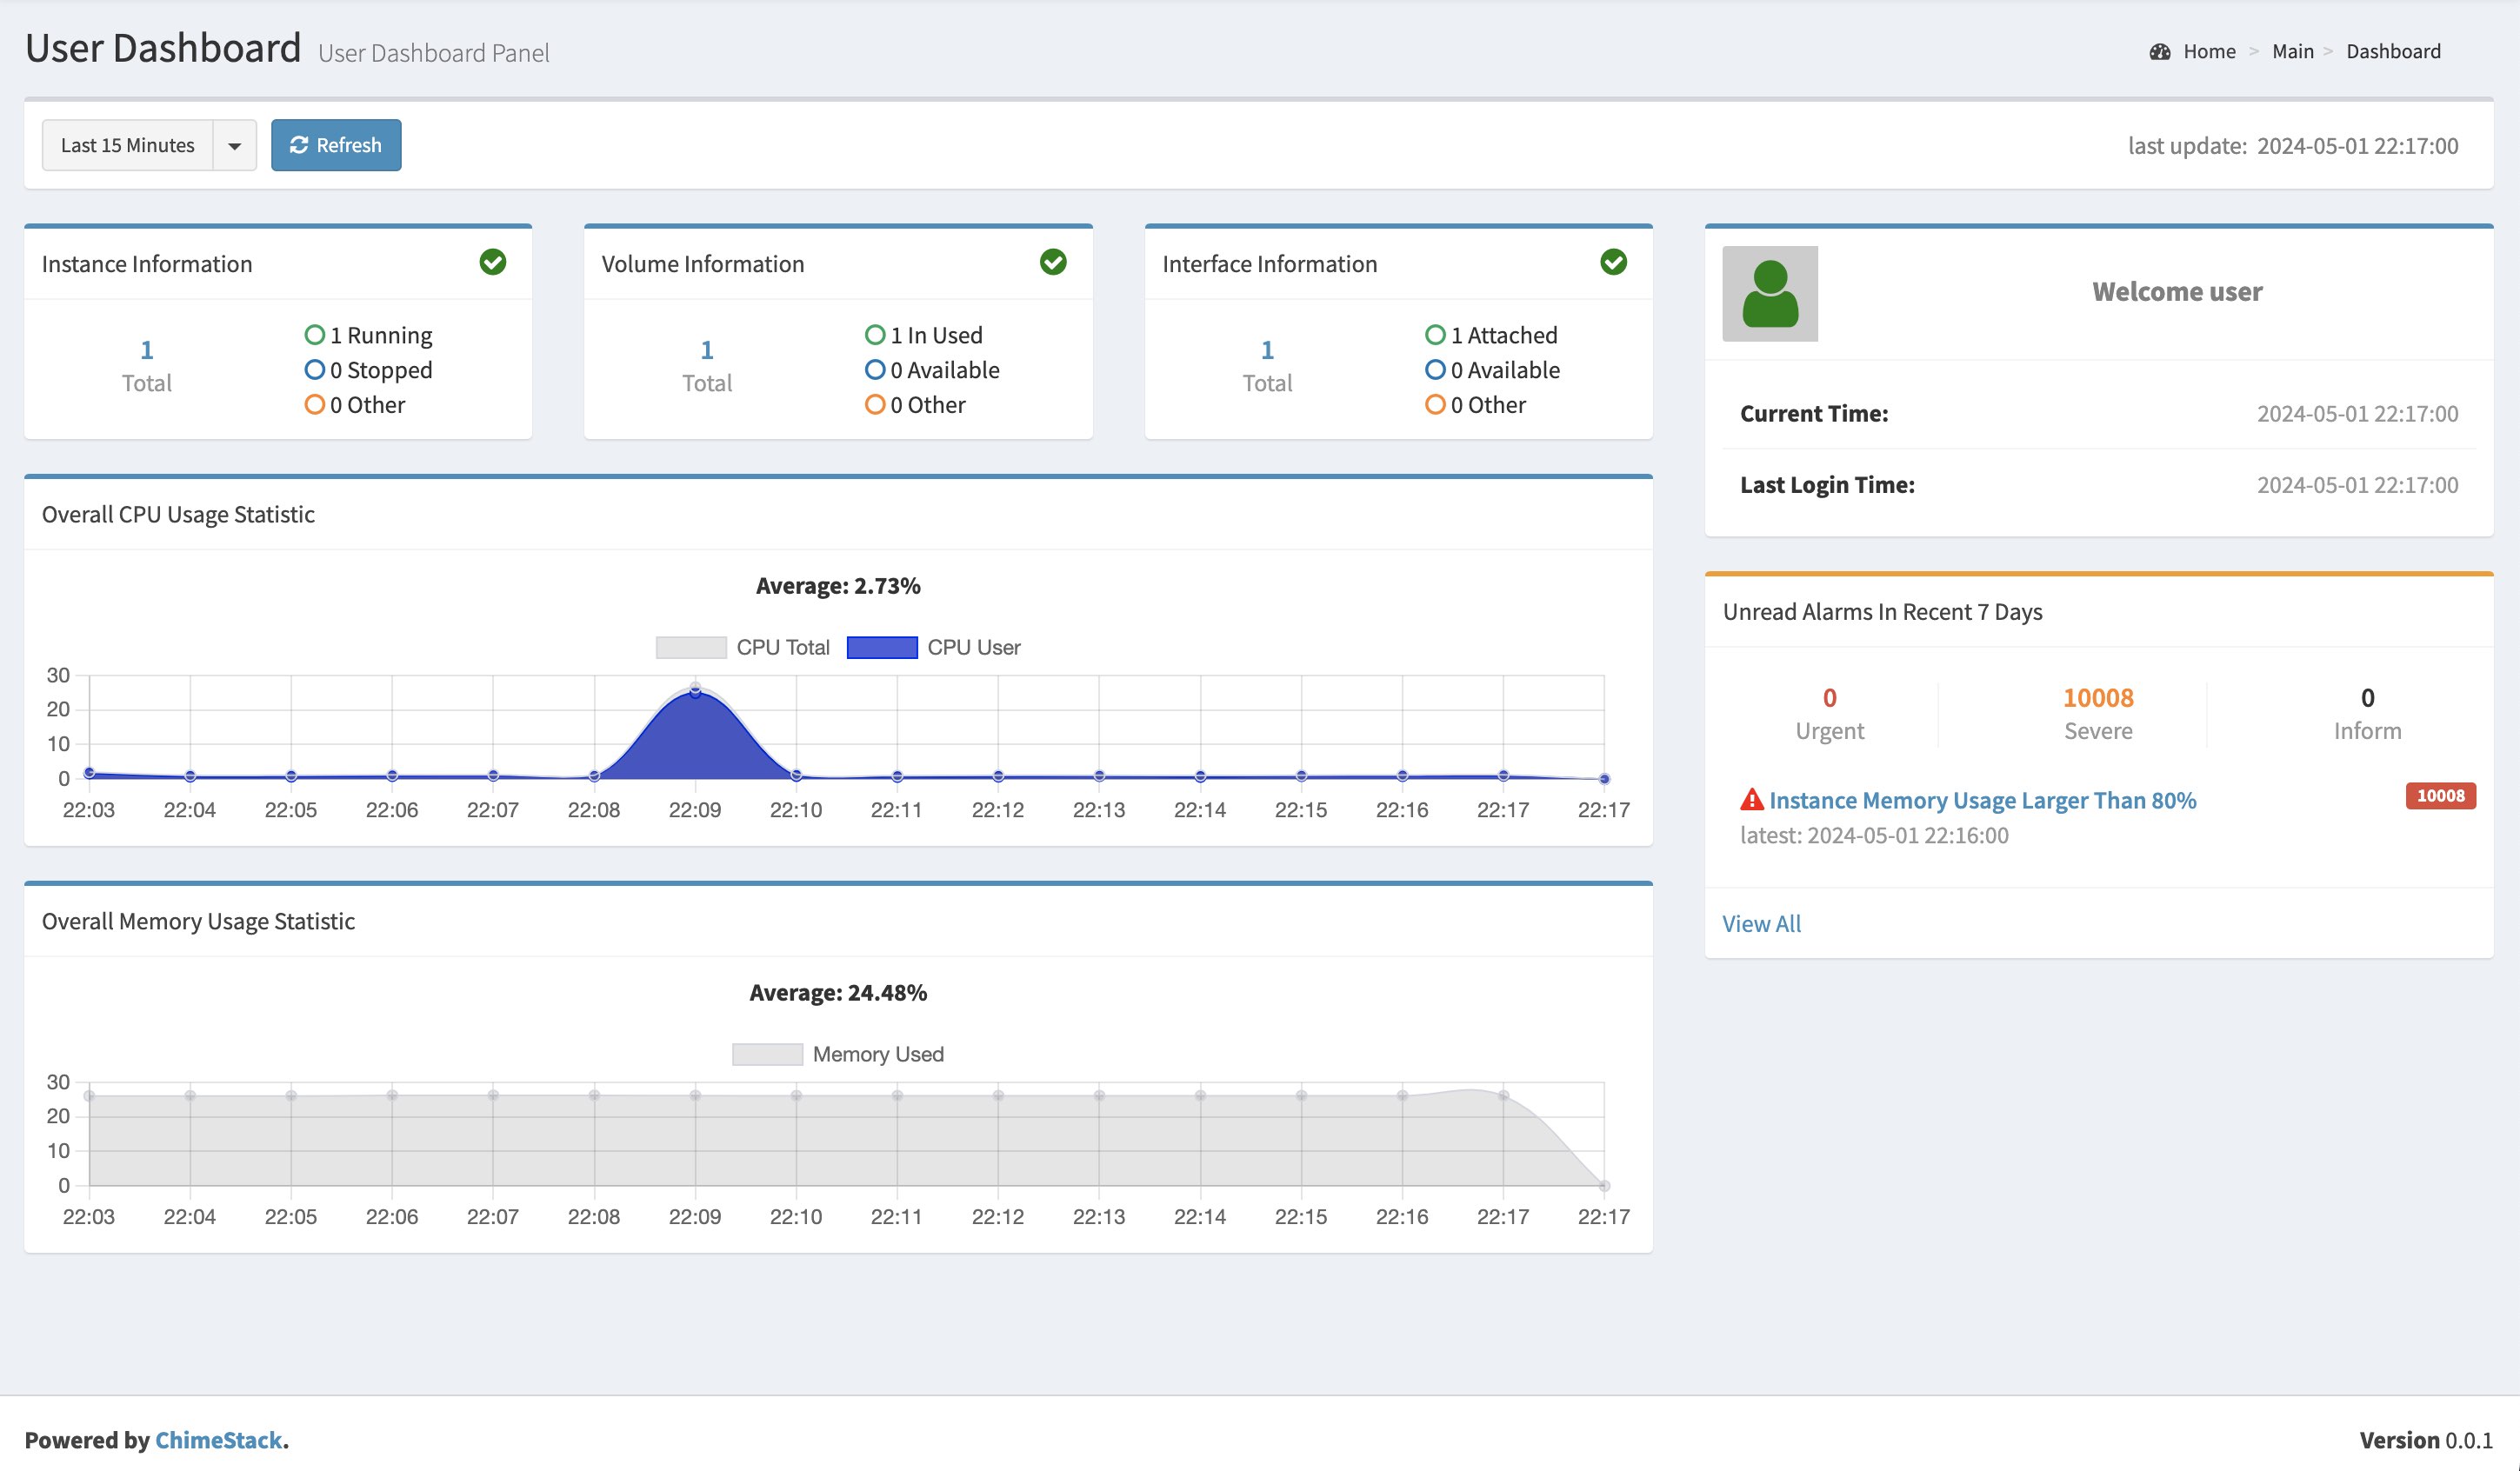 User Dashboard User Dashboard Panel
Home > Main > Dashboard
Last 15 Minutes
Refresh
last update: 2024-05-01 22:17:00
Instance Information
1
Total
1 Running
0 Stopped
0 Other
Volume Information
1
Total
1 In Used
0 Available
0 Other
Interface Information
1
Total
1 Attached
0 Available
0 Other
Welcome user
Current Time: 2024-05-01 22:17:00
Last Login Time: 2024-05-01 22:17:00
Overall CPU Usage Statistic
Average: 2.73%
CPU Total CPU User
30
20
10
0
22:03 22:04 22:05 22:06 22:07 22:08 22:09 22:10 22:11 22:12 22:13 22:14 22:15 22:16 22:17 22:17
Unread Alarms In Recent 7 Days
0
Urgent
10008
Severe
0
Inform
Instance Memory Usage Larger Than 80% 10008
latest: 2024-05-01 22:16:00
View All
Overall Memory Usage Statistic
Average: 24.48%
Memory Used
30
20
10
0
22:03 22:04 22:05 22:06 22:07 22:08 22:09 22:10 22:11 22:12 22:13 22:14 22:15 22:16 22:17 22:17
Powered by ChimeStack.
Version 0.0.1